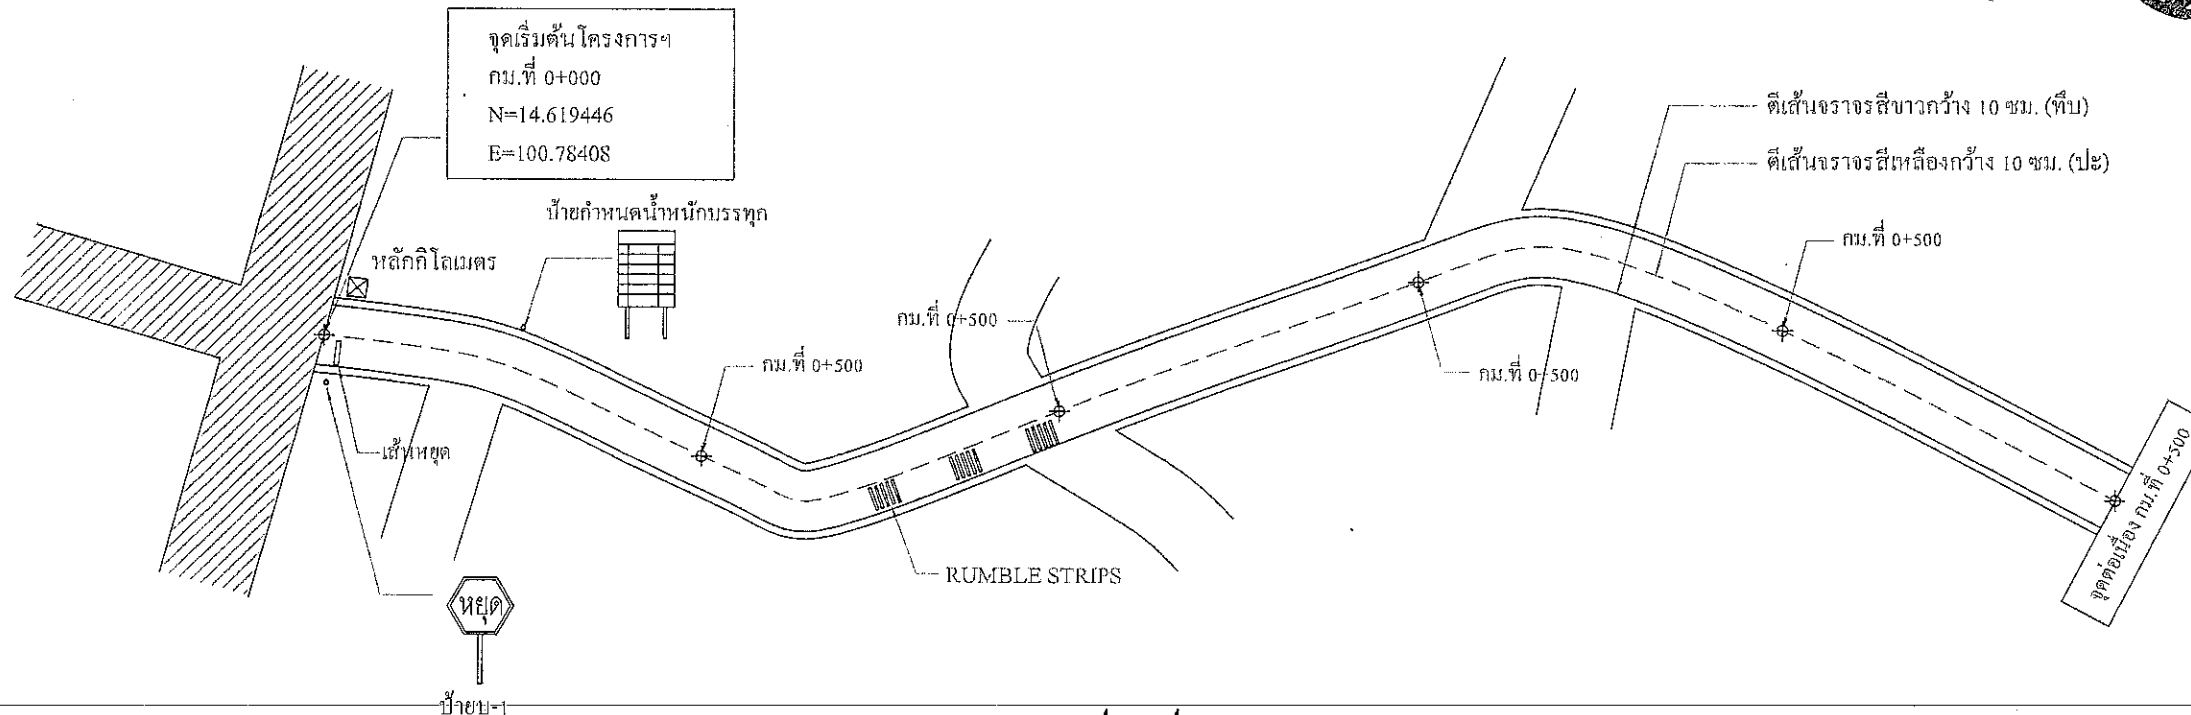 จุดเริ่มต้นโครงการฯ
กม.ที่ 0+000
N=14.619446
E=100.78408
ตีเส้นจราจรสีขาวกว้าง 10 ซม. (ทึบ)
ตีเส้นจราจรสีเหลืองกว้าง 10 ซม. (ปะ)
ป้ายกำหนดน้ำหนักบรรทุก
กม.ที่ 0+500
หลักกิโลเมตร
กม.ที่ 0+500
กม.ที่ 0+500
กม.ที่ 0+500
เส้นหยุด
จุดต่อเนื่อง กม.ที่ 0+500
RUMBLE STRIPS
หยุด
ป้ายบ-1